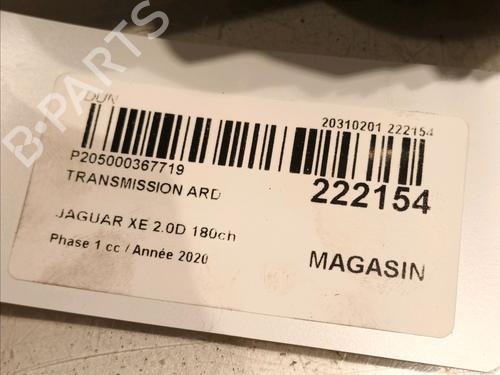 B-PARTS
DUN
20310201 222154
P205000367719
TRANSMISSION ARD
222154
JAGUAR XE 2.0D 180ch
Phase 1 cc / Année 2020
MAGASIN